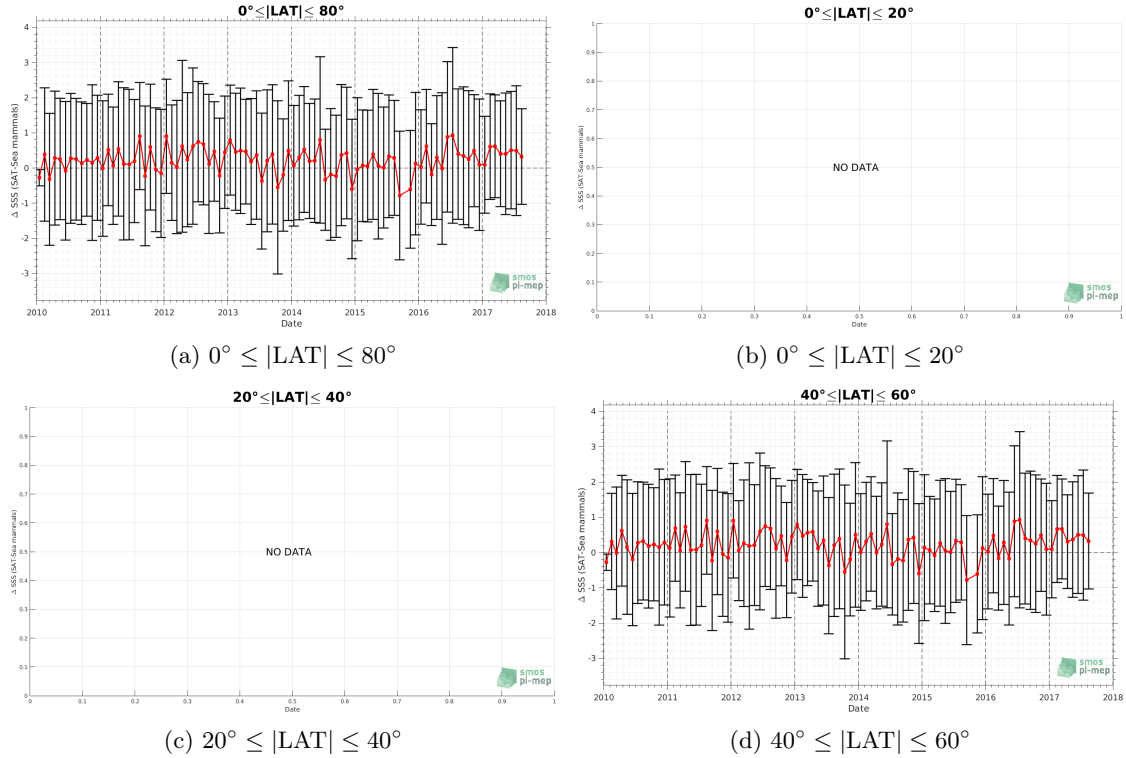 0°≤|LAT|≤ 80°
4
3
2
1
0
-1
-2
-3
Δ SSS (SAT-Sea mammals)
2010 2011 2012 2013 2014 2015 2016 2017 2018
Date
smos
pi-mep
(a) 0° ≤ |LAT| ≤ 80°
0°≤|LAT|≤ 20°
1
0.9
0.8
0.7
0.6
0.5
0.4
0.3
0.2
0.1
0
Δ SSS (SAT-Sea mammals)
NO DATA
0 0.1 0.2 0.3 0.4 0.5 0.6 0.7 0.8 0.9 1
Date
smos
pi-mep
(b) 0° ≤ |LAT| ≤ 20°
20°≤|LAT|≤ 40°
1
0.9
0.8
0.7
0.6
0.5
0.4
0.3
0.2
0.1
0
Δ SSS (SAT-Sea mammals)
NO DATA
0 0.1 0.2 0.3 0.4 0.5 0.6 0.7 0.8 0.9 1
Date
smos
pi-mep
(c) 20° ≤ |LAT| ≤ 40°
40°≤|LAT|≤ 60°
4
3
2
1
0
-1
-2
-3
Δ SSS (SAT-Sea mammals)
2010 2011 2012 2013 2014 2015 2016 2017 2018
Date
smos
pi-mep
(d) 40° ≤ |LAT| ≤ 60°